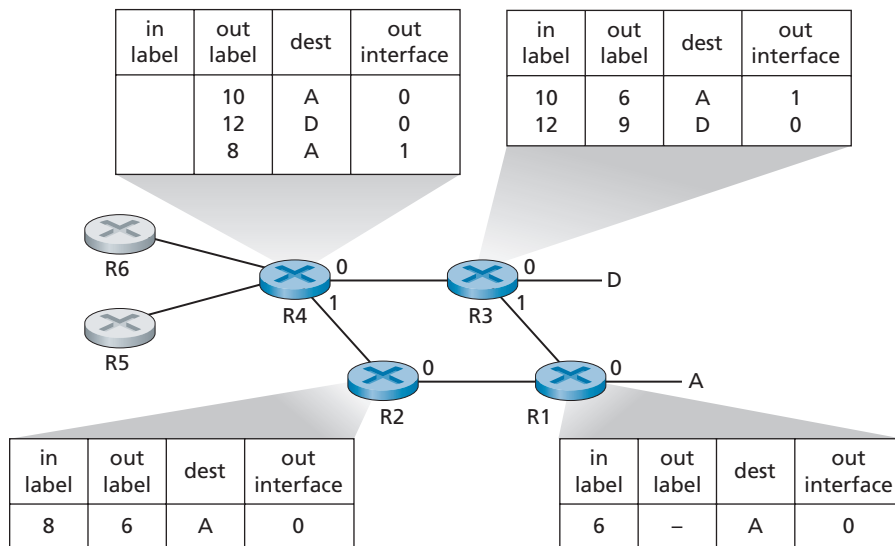 in label out label dest out interface
10 A 0
12 D 0
8 A 1
in label out label dest out interface
10 6 A 1
12 9 D 0
R6
R5
R4
0
1
R3
0
1
D
R2
0
R1
0
A
in label out label dest out interface
8 6 A 0
in label out label dest out interface
6 – A 0